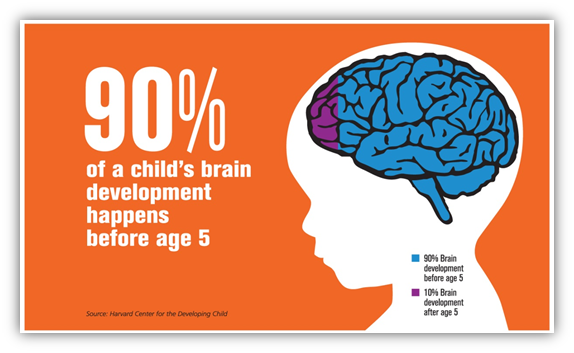 90%
of a child's brain
development
happens
before age 5
90% Brain
development
before age 5
10% Brain
development
after age 5
Source: Harvard Center for the Developing Child